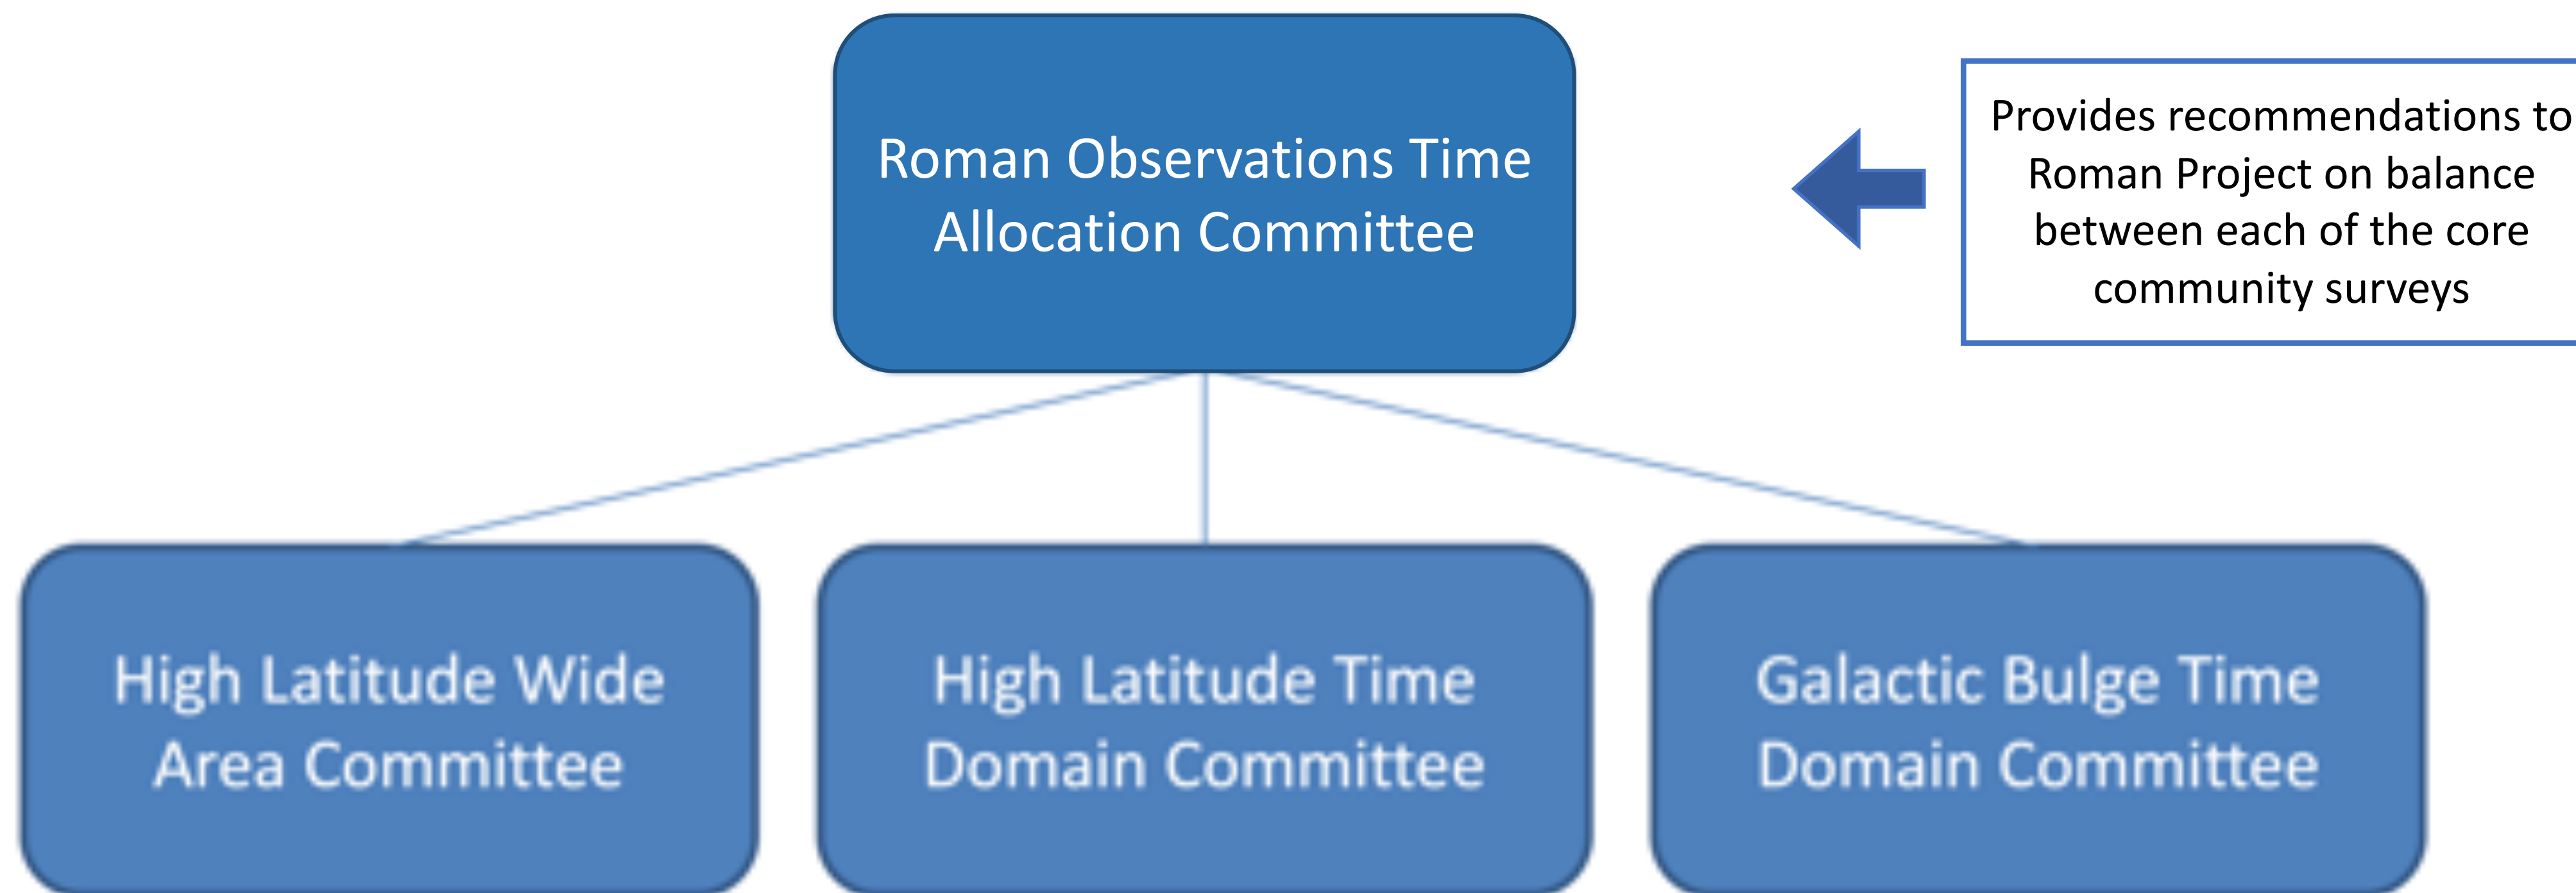 Roman Observations Time
Allocation Committee
Provides recommendations to
Roman Project on balance
between each of the core
community surveys
High Latitude Wide
Area Committee
High Latitude Time
Domain Committee
Galactic Bulge Time
Domain Committee